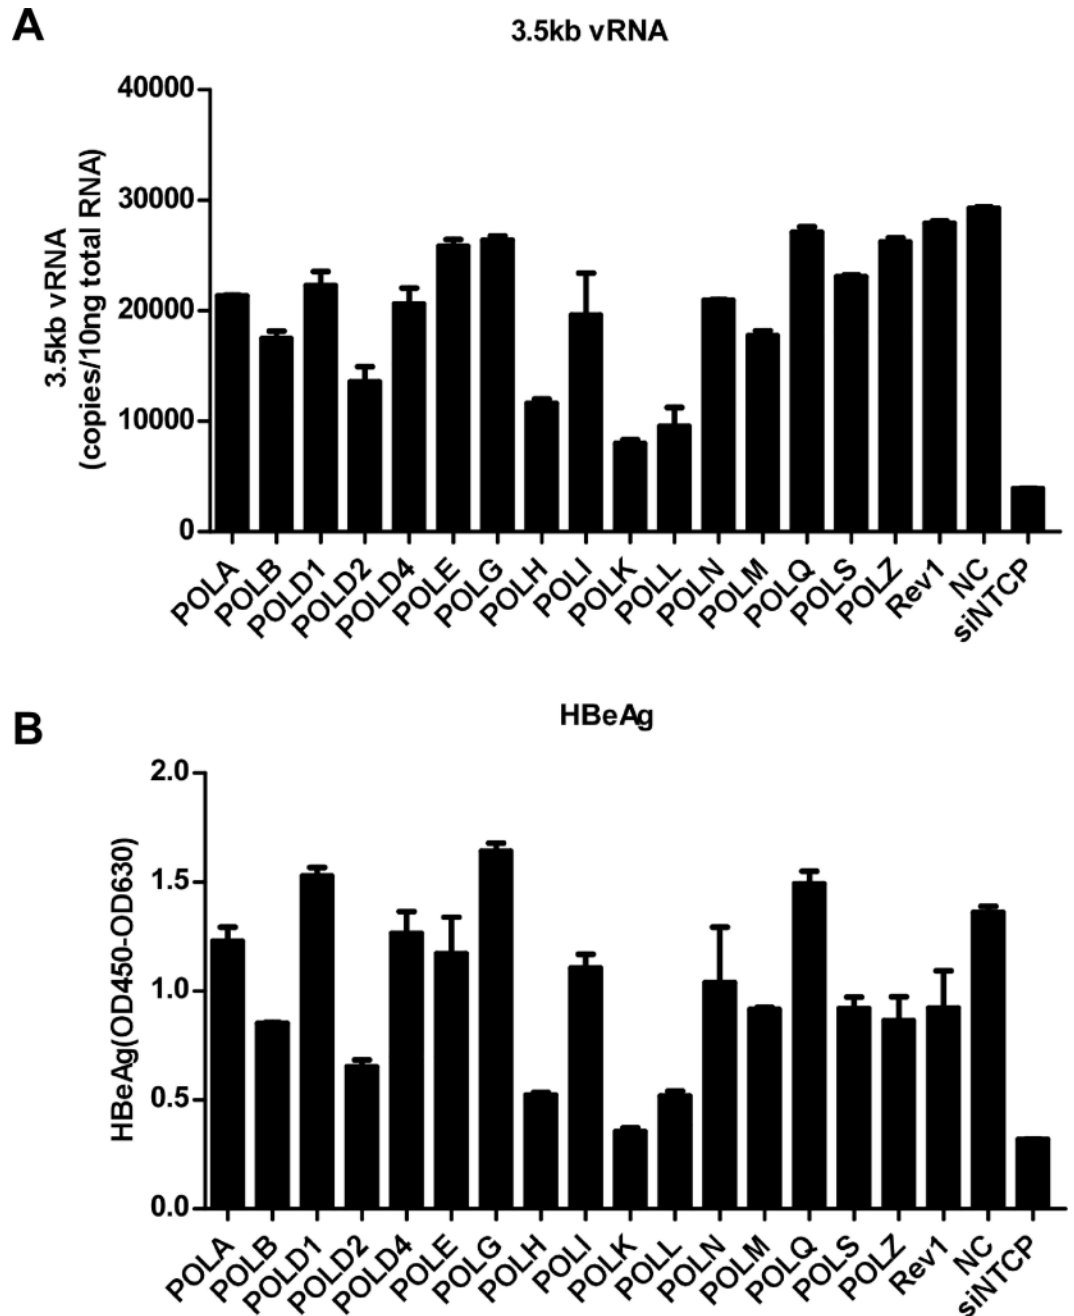 A
3.5kb vRNA
3.5kb vRNA
(copies/10ng total RNA)
40000
30000
20000
10000
0
POLA POLB POLD1 POLD2 POLD4 POLE POLG POLH POLI POLK POLL POLN POLM POLQ POLS POLZ Rev1 NC siNTCP
B
HBeAg
HBeAg(OD450-OD630)
2.0
1.5
1.0
0.5
0.0
POLA POLB POLD1 POLD2 POLD4 POLE POLG POLH POLI POLK POLL POLN POLM POLQ POLS POLZ Rev1 NC siNTCP